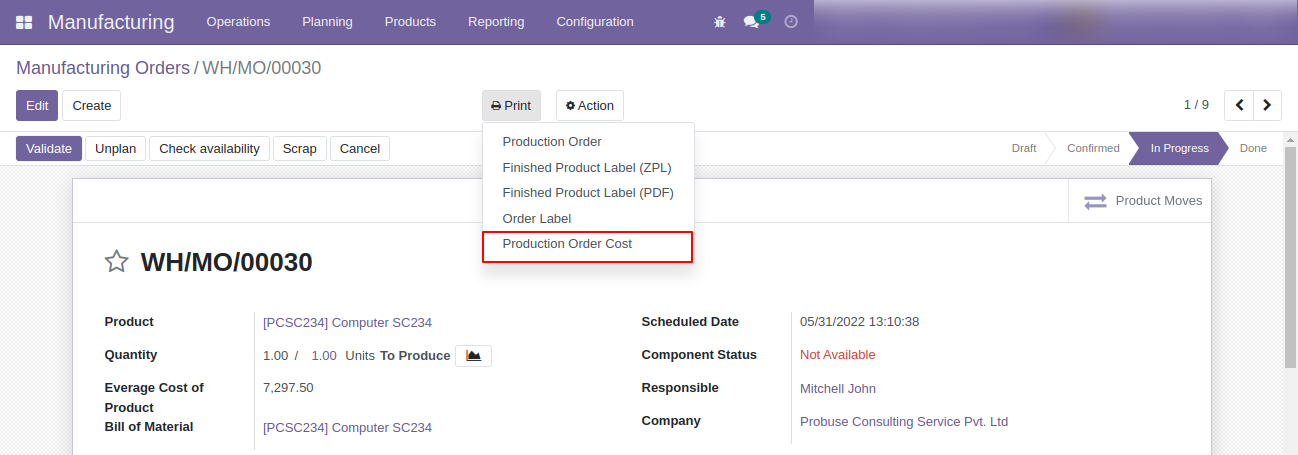 Manufacturing Operations Planning Products Reporting Configuration 5
Manufacturing Orders / WH/MO/00030
Edit Create Print Action 1 / 9
Validate Unplan Check availability Scrap Cancel Draft Confirmed In Progress Done
Production Order
Finished Product Label (ZPL)
Finished Product Label (PDF)
Order Label
Production Order Cost
Product Moves
WH/MO/00030
Product [PCSC234] Computer SC234 Scheduled Date 05/31/2022 13:10:38
Quantity 1.00 / 1.00 Units To Produce Component Status Not Available
Everage Cost of 7,297.50 Responsible Mitchell John
Product
Bill of Material [PCSC234] Computer SC234 Company Probuse Consulting Service Pvt. Ltd